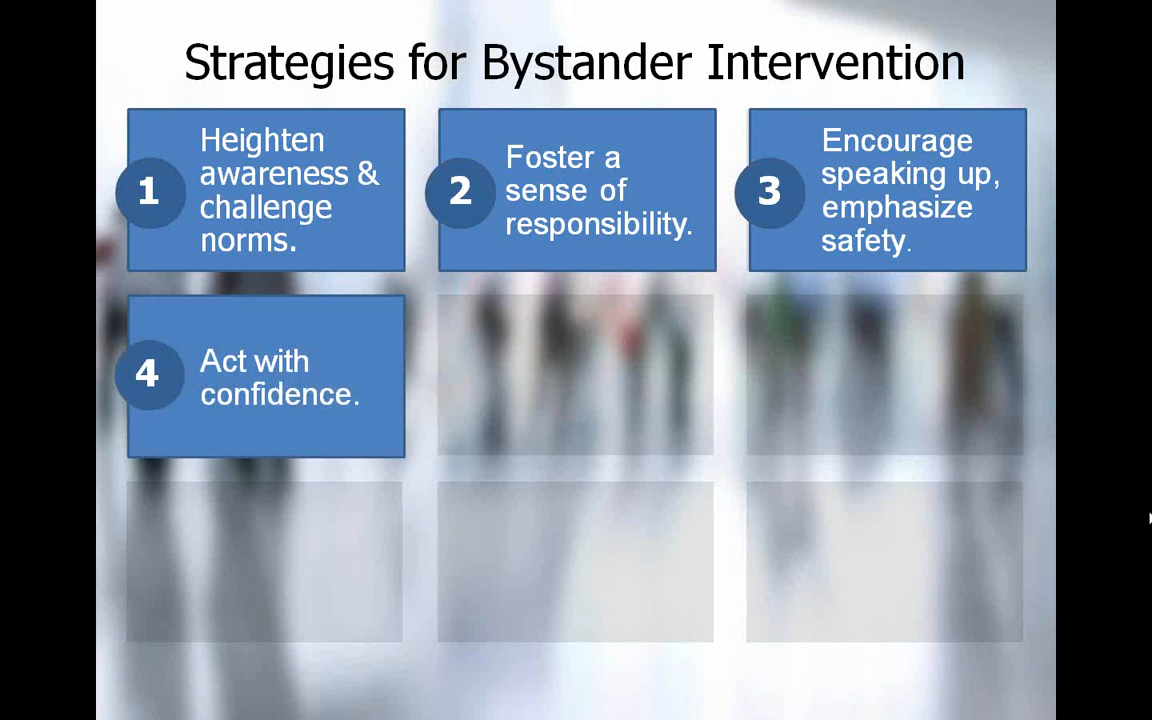 Strategies for Bystander Intervention
1
Heighten
awareness &
challenge
norms.
2
Foster a
sense of
responsibility.
3
Encourage
speaking up,
emphasize
safety.
4
Act with
confidence.